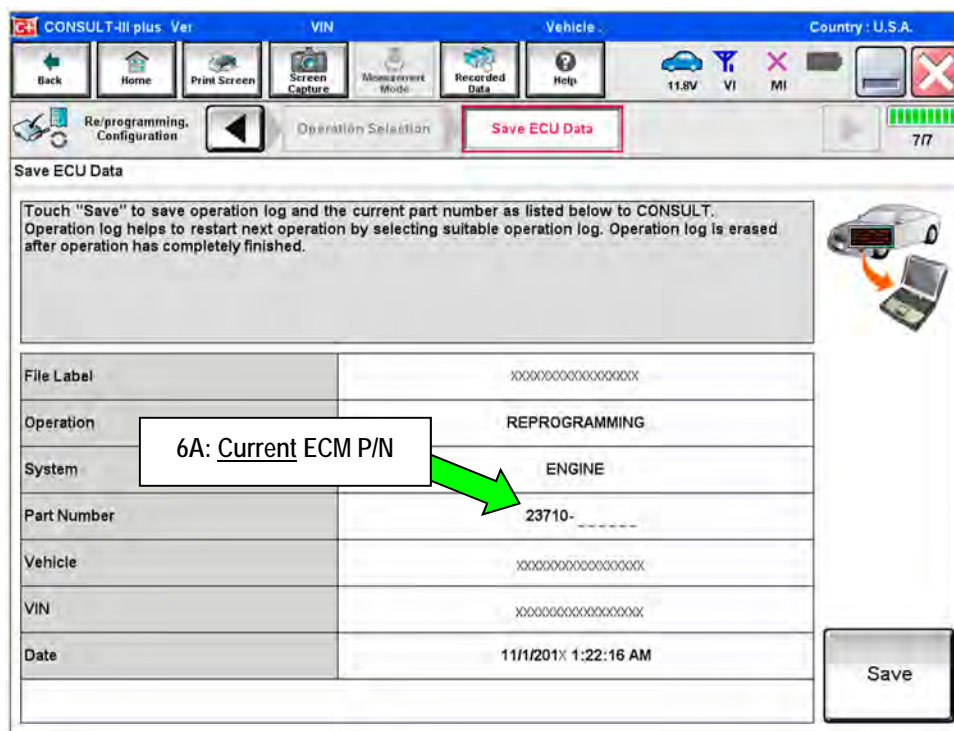 CONSULT-III plus Ver VIN Vehicle : Country : U.S.A.
Back Home Print Screen Screen Capture Measurement Mode Recorded Data Help 11.8V VI MI
Re/programming, Configuration Operation Selection Save ECU Data 7/7
Save ECU Data
Touch "Save" to save operation log and the current part number as listed below to CONSULT.
Operation log helps to restart next operation by selecting suitable operation log. Operation log is erased
after operation has completely finished.
File Label XXXXXXXXXXXXXXXXXX
Operation REPROGRAMMING
6A: Current ECM P/N
System ENGINE
Part Number 23710-_ _ _ _ _ _
Vehicle XXXXXXXXXXXXXXXXXX
VIN XXXXXXXXXXXXXXXXXX
Date 11/1/201X 1:22:16 AM
Save